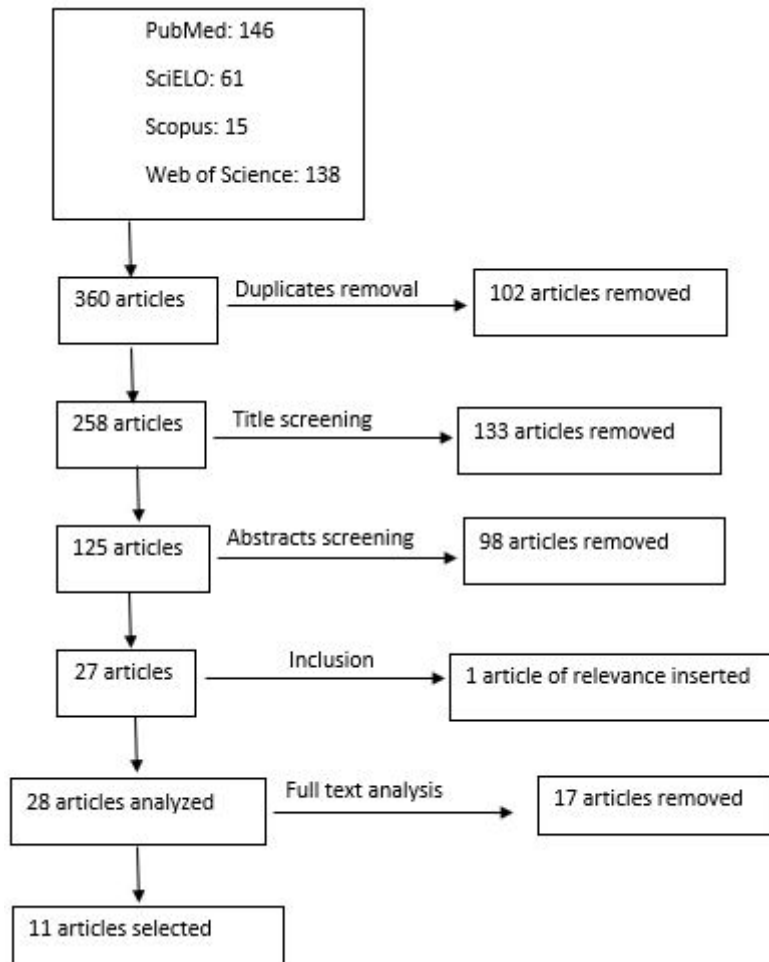 PubMed: 146
SciELO: 61
Scopus: 15
Web of Science: 138
360 articles
Duplicates removal
102 articles removed
258 articles
Title screening
133 articles removed
125 articles
Abstracts screening
98 articles removed
27 articles
Inclusion
1 article of relevance inserted
28 articles analyzed
Full text analysis
17 articles removed
11 articles selected